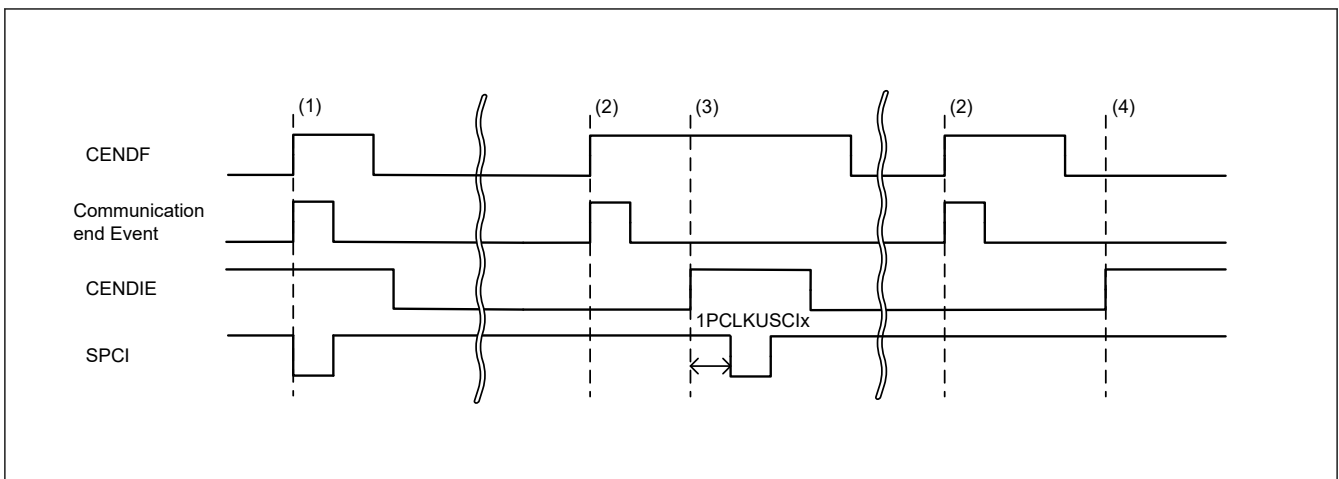 (1)
(2)
(3)
(2)
(4)
CENDF
Communication
end Event
CENDIE
1PCLKUSCIx
SPCI